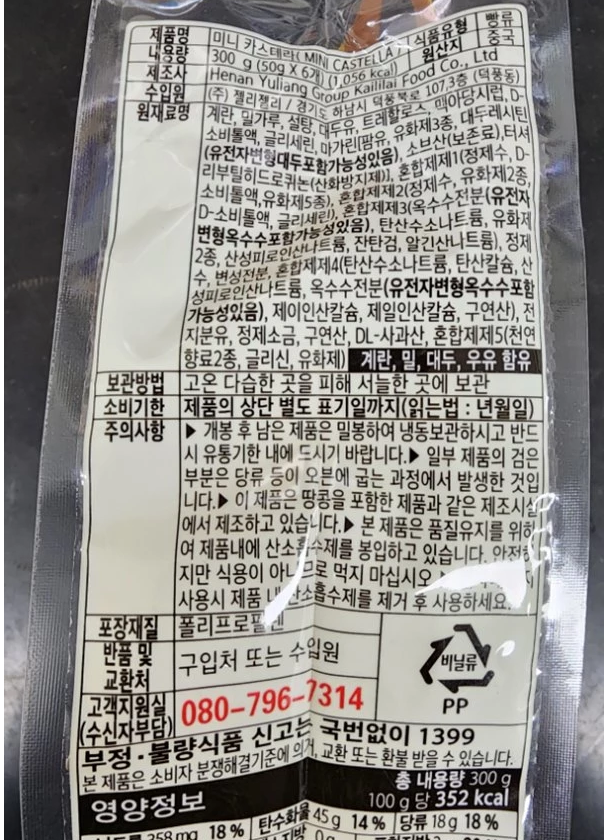 제품명 미니 카스테라( MINI CASTELLA ) 식품유형 빵류
내용량 300 g (50g X 6개) (1,056 kcal) 원산지 중국
제조사 Henan Yuliang Group Kaililai Food Co., Ltd
수입원 (주) 젤리젤리 / 경기도 하남시 덕풍북로 107,3층 (덕풍동)
원재료명 계란, 밀가루, 설탕, 대두유, 트레할로스, 맥아당시럽, D-
소비톨액, 글리세린, 마가린{팜유, 유화제3종, 대두레시틴
(유전자변형대두포함가능성있음), 소브산(보존료),터셔
리부틸히드로퀴논(산화방지제)}, 혼합제제1(정제수, D-
소비톨액,유화제5종), 혼합제제2(정제수, 유화제2종,
D-소비톨액, 글리세린), 혼합제제3(옥수수전분(유전자
변형옥수수포함가능성있음), 탄산수소나트륨, 유화제
2종, 산성피로인산나트륨, 잔탄검, 알긴산나트륨), 정제
수, 변성전분, 혼합제제4(탄산수소나트륨, 탄산칼슘, 산
성피로인산나트륨, 옥수수전분(유전자변형옥수수포함
가능성있음), 제이인산칼슘, 제일인산칼슘, 구연산), 전
지분유, 정제소금, 구연산, DL-사과산, 혼합제제5(천연
향료2종, 글리신, 유화제) 계란, 밀, 대두, 우유 함유
보관방법 고온 다습한 곳을 피해 서늘한 곳에 보관
소비기한 제품의 상단 별도 표기일까지(읽는법 : 년월일)
주의사항 ▶ 개봉 후 남은 제품은 밀봉하여 냉동보관하시고 반드
시 유통기한 내에 드시기 바랍니다.▶ 일부 제품의 검은
부분은 당류 등이 오븐에 굽는 과정에서 발생한 것입
니다.▶ 이 제품은 땅콩을 포함한 제품과 같은 제조시설
에서 제조하고 있습니다.▶ 본 제품은 품질유지를 위하
여 제품내에 산소흡수제를 봉입하고 있습니다. 안전하
지만 식용이 아니므로 먹지 마십시오
사용시 제품 내 산소흡수제를 제거 후 사용하세요.
포장재질 폴리프로필렌
반품 및
교환처 구입처 또는 수입원
비닐류
PP
고객지원실
(수신자부담) 080-796-7314
부정·불량식품 신고는 국번없이 1399
본 제품은 소비자 분쟁해결기준에 의거, 교환 또는 환불 받을 수 있습니다.
영양정보 총 내용량 300 g
100 g 당 352 kcal
나트륨 358 mg 18 % 탄수화물 45 g 14 % 당류 18 g 18 %